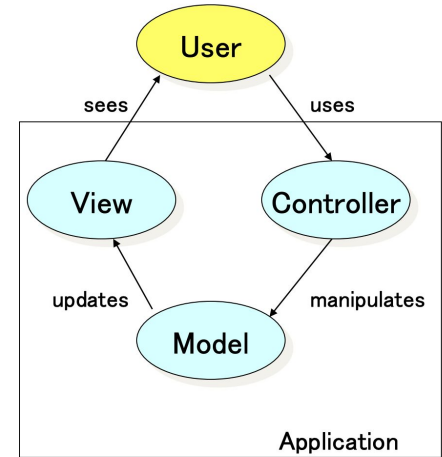 User
sees
uses
View
Controller
updates
manipulates
Model
Application